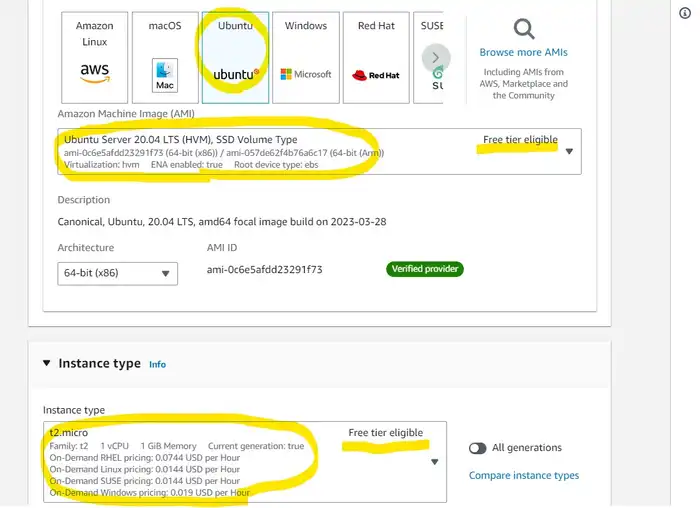 Amazon Linux
aws
macOS
Mac
Ubuntu
ubuntu
Windows
Microsoft
Red Hat
Red Hat
SUSE
SU
Browse more AMIs
Including AMIs from
AWS, Marketplace and
the Community
Amazon Machine Image (AMI)
Ubuntu Server 20.04 LTS (HVM), SSD Volume Type
Free tier eligible
ami-0c6e5afdd23291f73 (64-bit (x86)) / ami-057de62f4b76a6c17 (64-bit (Arm))
Virtualization: hvm ENA enabled: true Root device type: ebs
Description
Canonical, Ubuntu, 20.04 LTS, amd64 focal image build on 2023-03-28
Architecture
AMI ID
64-bit (x86)
ami-0c6e5afdd23291f73
Verified provider
Instance type
Info
Instance type
t2.micro
Free tier eligible
Family: t2 1 vCPU 1 GiB Memory Current generation: true
On-Demand RHEL pricing: 0.0744 USD per Hour
On-Demand Linux pricing: 0.0144 USD per Hour
On-Demand SUSE pricing: 0.0144 USD per Hour
On-Demand Windows pricing: 0.019 USD per Hour
All generations
Compare instance types